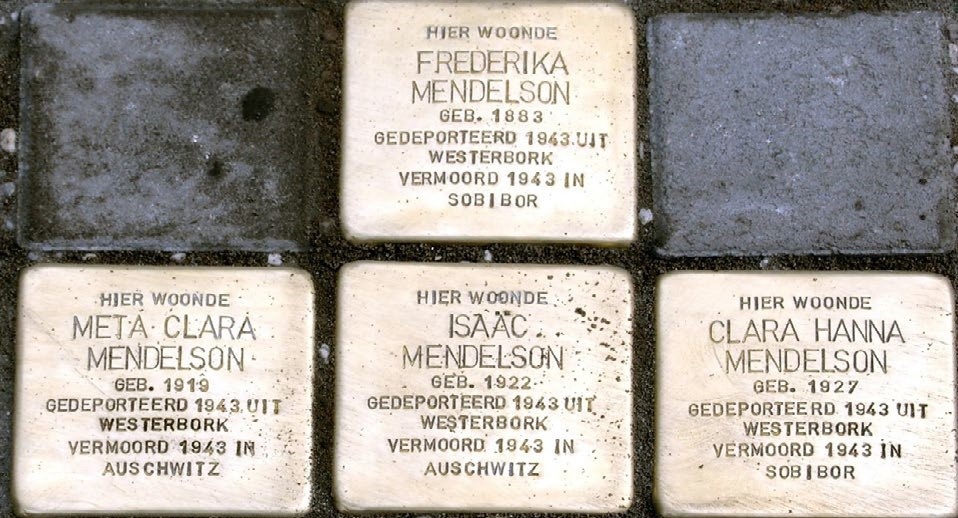 HIER WOONDE
FREDERIKA
MENDELSON
GEB. 1883
GEDEPORTEERD 1943 UIT
WESTERBORK
VERMOORD 1943 IN
SOBIBOR
HIER WOONDE
META CLARA
MENDELSON
GEB. 1919
GEDEPORTEERD 1943 UIT
WESTERBORK
VERMOORD 1943 IN
AUSCHWITZ
HIER WOONDE
ISAAC
MENDELSON
GEB. 1922
GEDEPORTEERD 1943 UIT
WESTERBORK
VERMOORD 1943 IN
AUSCHWITZ
HIER WOONDE
CLARA HANNA
MENDELSON
GEB. 1927
GEDEPORTEERD 1943 UIT
WESTERBORK
VERMOORD 1943 IN
SOBIBOR